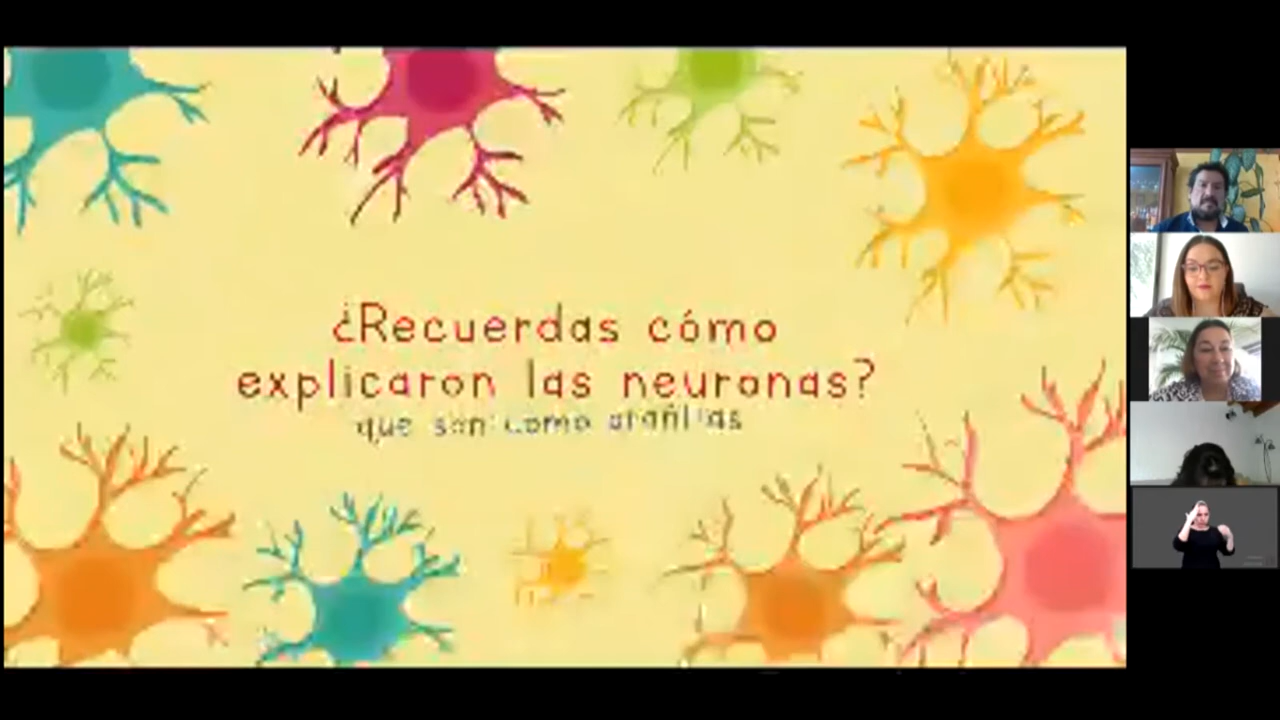 ¿Recuerdas cómo
explicaron las neuronas?
que son como arañitas